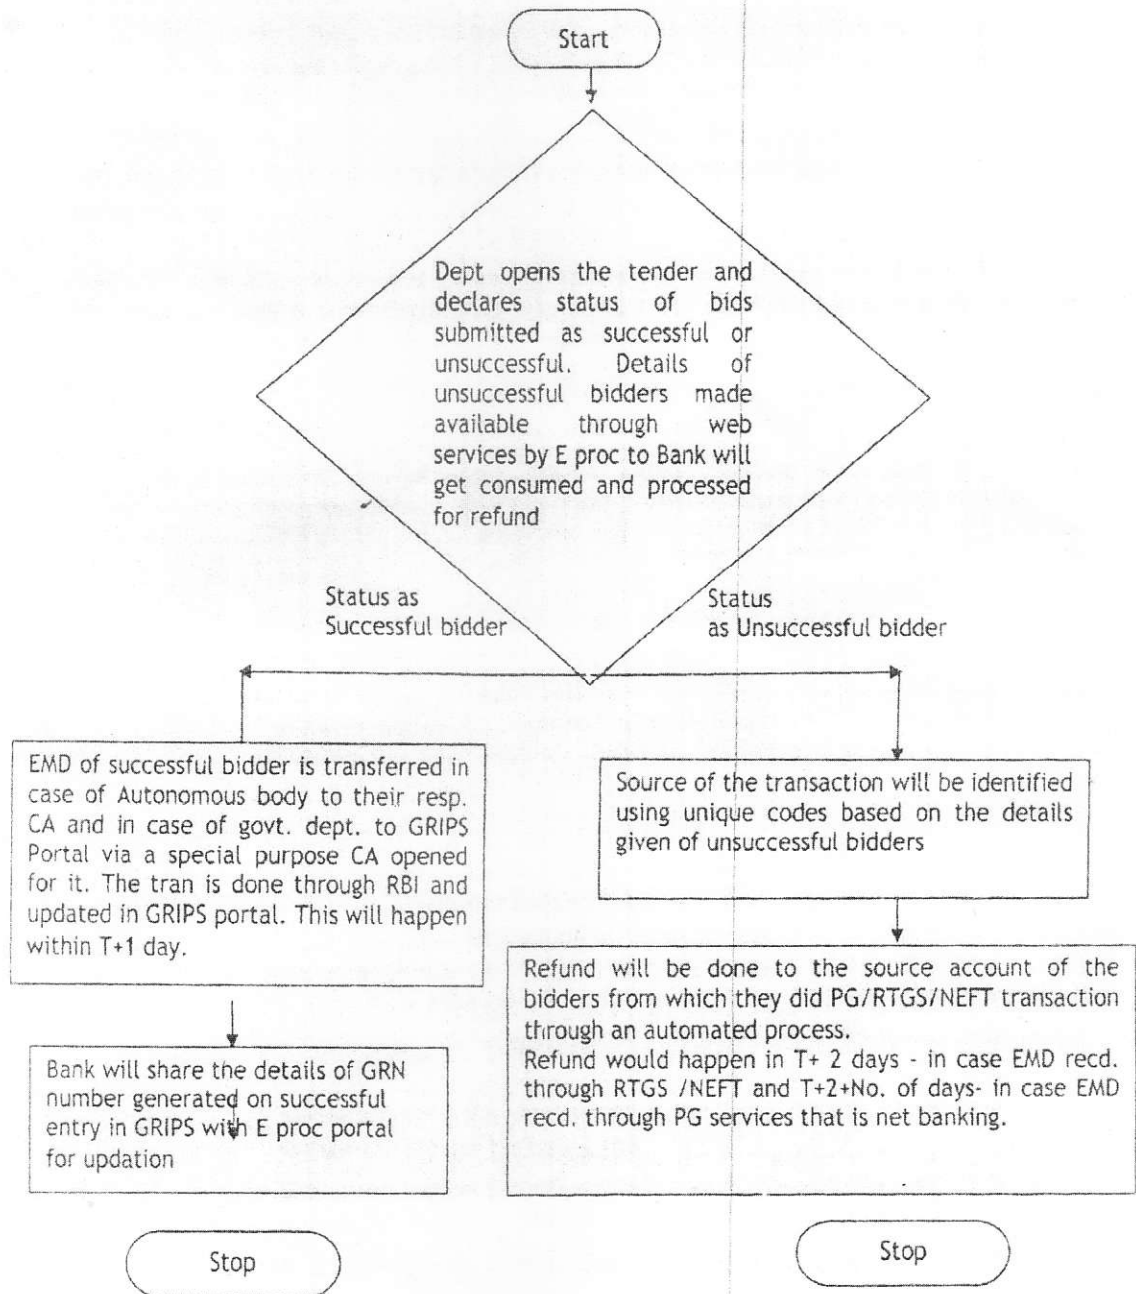 Start
Dept opens the tender and
declares status of bids
submitted as successful or
unsuccessful. Details of
unsuccessful bidders made
available through web
services by E proc to Bank will
get consumed and processed
for refund
Status as
Successful bidder
Status
as Unsuccessful bidder
EMD of successful bidder is transferred in
case of Autonomous body to their resp.
CA and in case of govt. dept. to GRIPS
Portal via a special purpose CA opened
for it. The tran is done through RBI and
updated in GRIPS portal. This will happen
within T+1 day.
Bank will share the details of GRN
number generated on successful
entry in GRIPS with E proc portal
for updation
Stop
Source of the transaction will be identified
using unique codes based on the details
given of unsuccessful bidders
Refund will be done to the source account of the
bidders from which they did PG/RTGS/NEFT transaction
through an automated process.
Refund would happen in T+ 2 days - in case EMD recd.
through RTGS /NEFT and T+2+No. of days- in case EMD
recd. through PG services that is net banking.
Stop